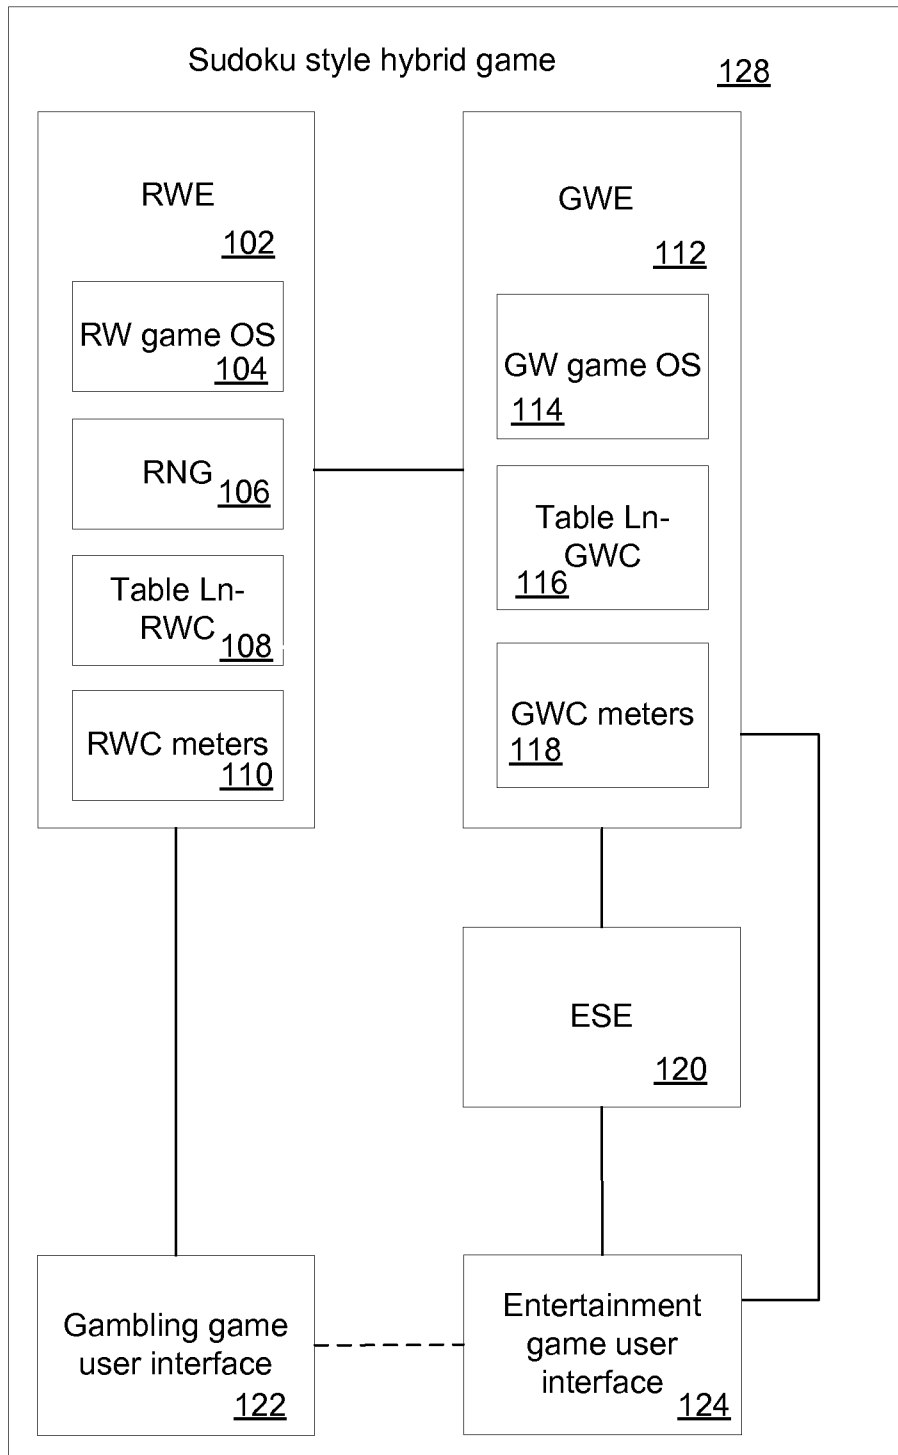 Sudoku style hybrid game
128
RWE
102
RW game OS
104
RNG
106
Table Ln-
RWC
108
RWC meters
110
GWE
112
GW game OS
114
Table Ln-
GWC
116
GWC meters
118
ESE
120
Gambling game
user interface
122
Entertainment
game user
interface
124